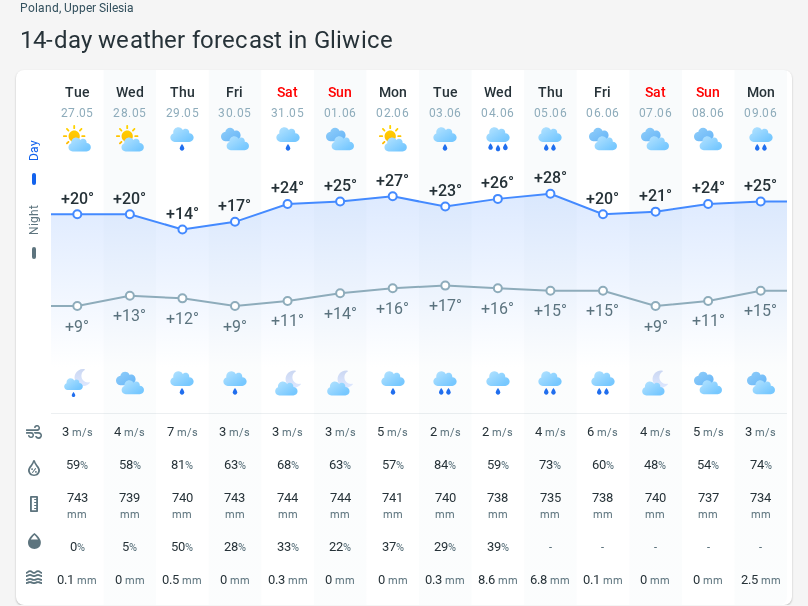 Poland, Upper Silesia
14-day weather forecast in Gliwice
Tue Wed Thu Fri Sat Sun Mon Tue Wed Thu Fri Sat Sun Mon
27.05 28.05 29.05 30.05 31.05 01.06 02.06 03.06 04.06 05.06 06.06 07.06 08.06 09.06
Day
+20° +20° +14° +17° +24° +25° +27° +23° +26° +28° +20° +21° +24° +25°
Night
+9° +13° +12° +9° +11° +14° +16° +17° +16° +15° +15° +9° +11° +15°
3 m/s 4 m/s 7 m/s 3 m/s 3 m/s 3 m/s 5 m/s 2 m/s 2 m/s 4 m/s 6 m/s 4 m/s 5 m/s 3 m/s
59% 58% 81% 63% 68% 63% 57% 84% 59% 73% 60% 48% 54% 74%
743 739 740 743 744 744 741 740 738 735 738 740 737 734
mm mm mm mm mm mm mm mm mm mm mm mm mm mm
0% 5% 50% 28% 33% 22% 37% 29% 39% - - - - -
0.1 mm 0 mm 0.5 mm 0 mm 0.3 mm 0 mm 0 mm 0.3 mm 8.6 mm 6.8 mm 0.1 mm 0 mm 0 mm 2.5 mm